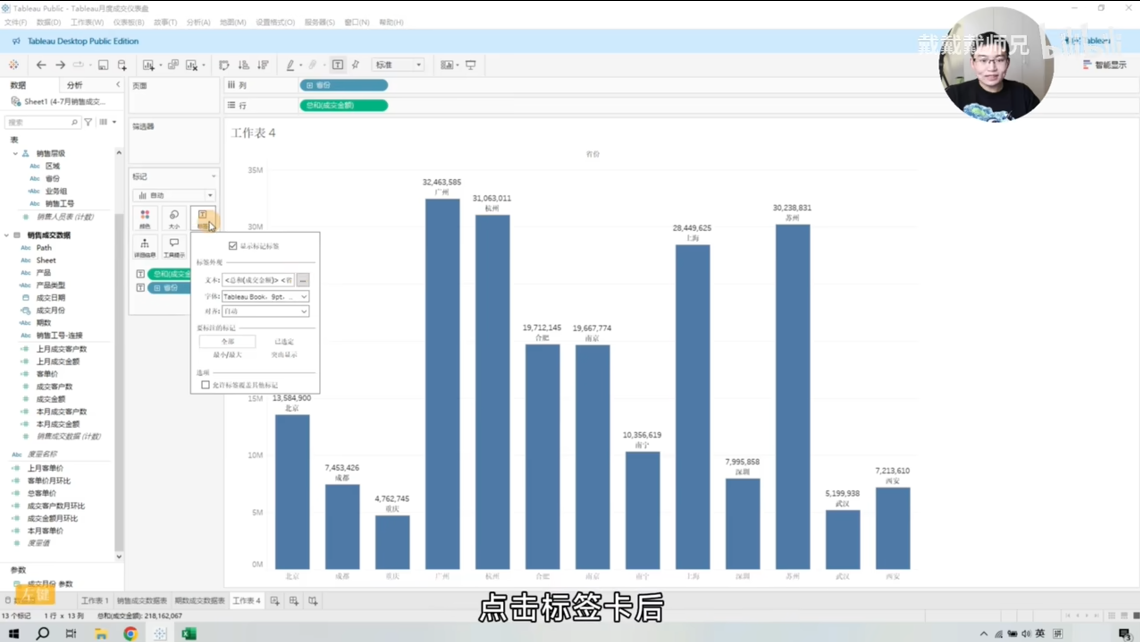 Tableau Public - Tableau月度成交仪表盘
文件(F) 数据(D) 工作表(W) 仪表板(B) 故事(T) 分析(A) 地图(M) 设置格式(O) 服务器(S) 窗口(N) 帮助(H)
Tableau Desktop Public Edition
戴戴戴师兄
标准
智能显示
数据 分析
页面
列 省份
Sheet1 (4-7月销售成交...
行 总和(成交金额)
搜索
筛选器
工作表 4
表
销售层级
区域
省份
业务组
销售工号
销售人员表 (计数)
销售成交数据
Path
Sheet
产品
产品类型
成交日期
成交月份
期数
销售工号-连接
上月成交客户数
上月成交金额
客单价
成交客户数
成交金额
本月成交客户数
本月成交金额
销售成交数据 (计数)
度量名称
上月客单价
客单价月环比
总客单价
成交客户数月环比
成交金额月环比
本月客单价
度量值
参数
成交月份 参数
标记
自动
颜色 大小 标签
详细信息 工具提示
总和(成交金
省份
显示标记标签
标签外观
文本: <总和(成交金额)> <省
字体: Tableau Book, 9pt, ..
对齐: 自动
要标注的标记
全部 已选定
最小/最大 突出显示
选项
允许标签覆盖其他标记
省份
35M
30M
15M
10M
5M
0M
13,584,900
北京
7,453,426
成都
4,762,745
重庆
32,463,585
广州
31,063,011
杭州
19,712,145
合肥
19,667,774
南京
10,356,619
南宁
28,449,625
上海
7,995,858
深圳
30,238,831
苏州
5,199,938
武汉
7,213,610
西安
北京 成都 重庆 广州 杭州 合肥 南京 南宁 上海 深圳 苏州 武汉 西安
左键
工作表 1 销售成交数据表 期数成交数据表 工作表 4
13 个标记 1 行 x 13 列 总和(成交金额): 218,162,067
点击标签卡后
英